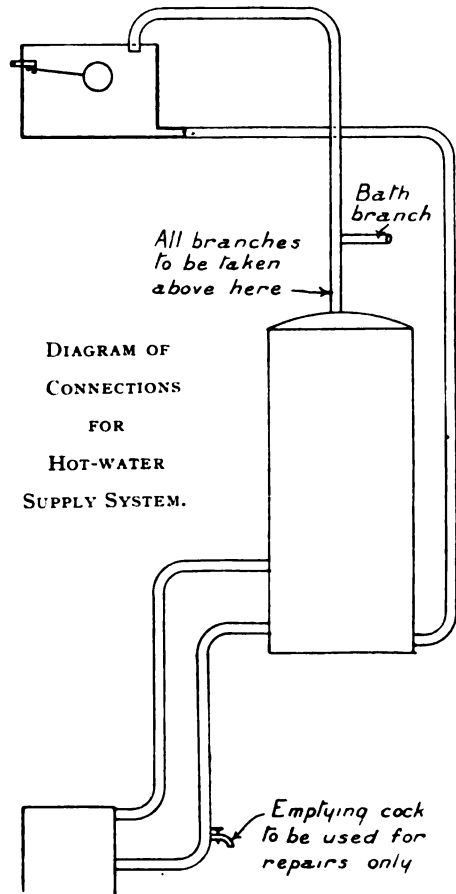 Bath
branch
All branches
to be taken
above here
DIAGRAM OF
CONNECTIONS
FOR
HOT-WATER
SUPPLY SYSTEM.
Emptying cock
to be used for
repairs only